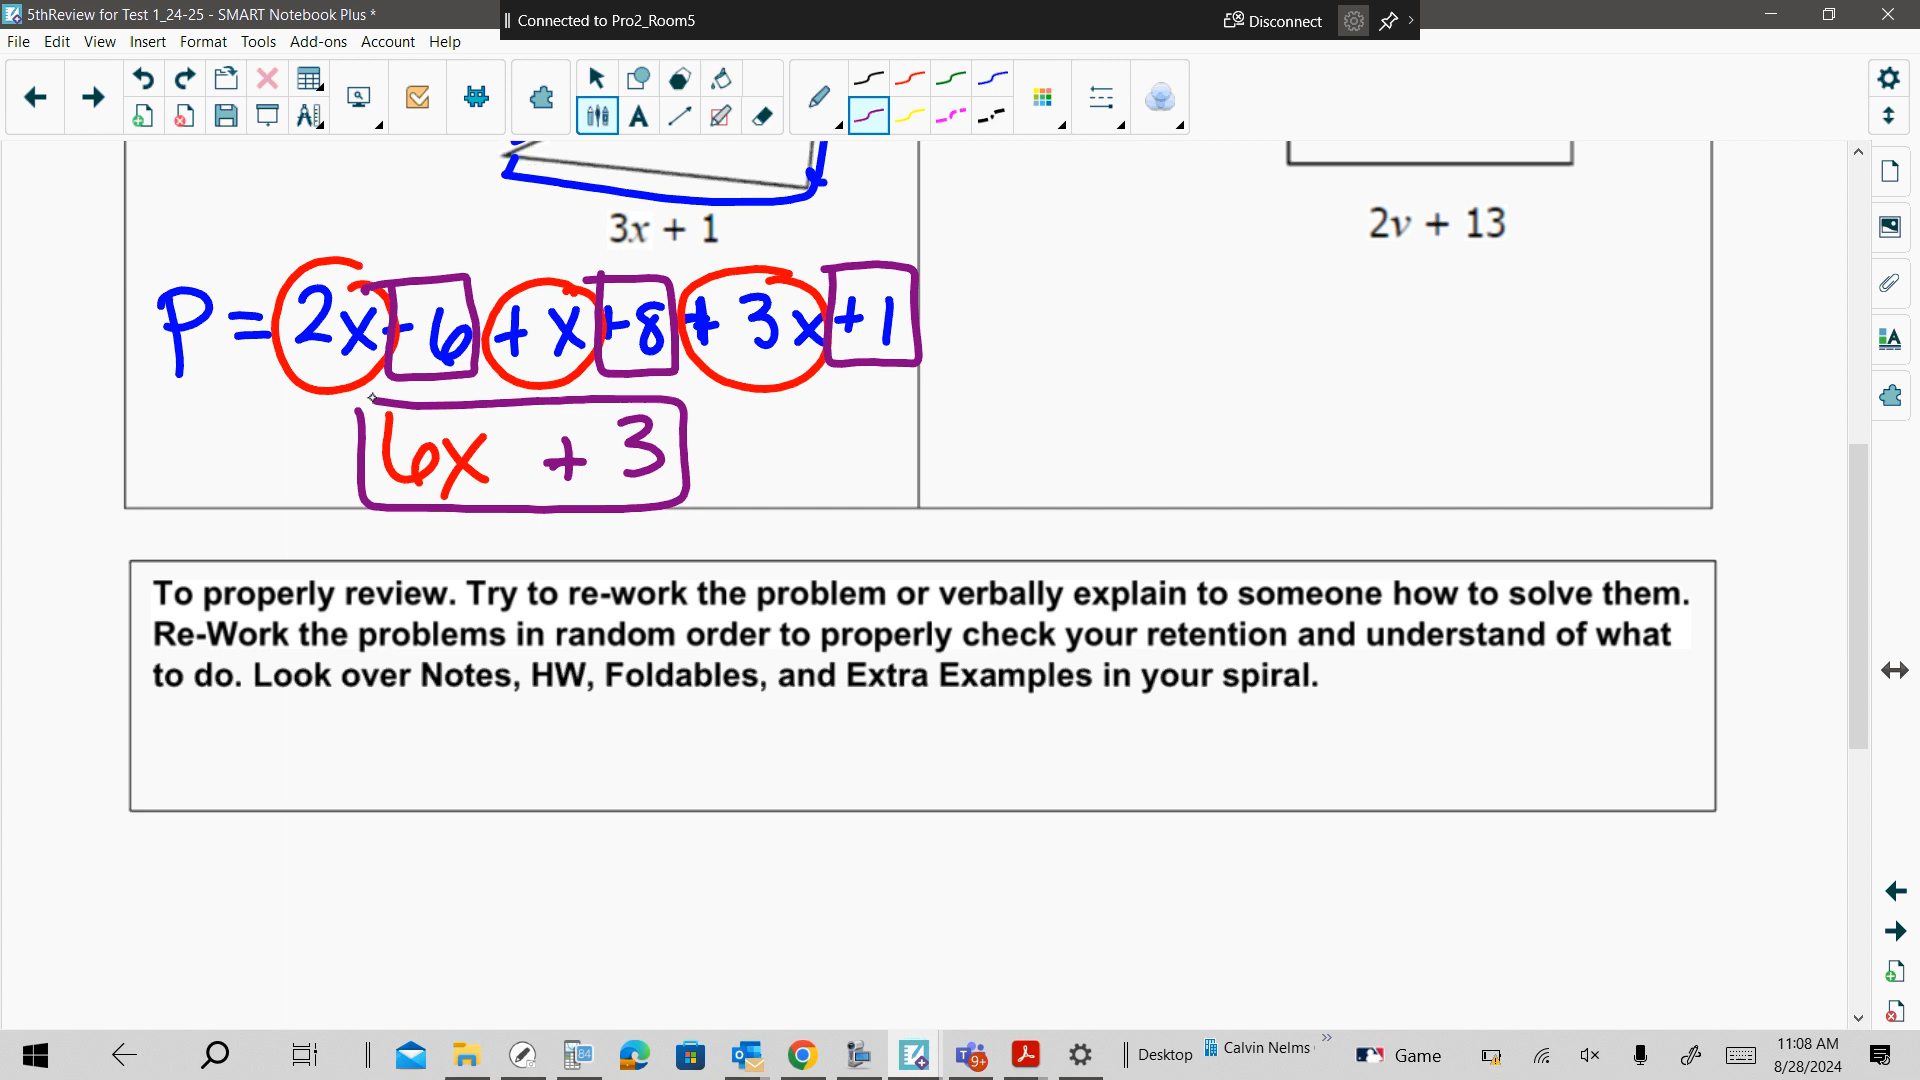 5thReview for Test 1_24-25 - SMART Notebook Plus *
Connected to Pro2_Room5
Disconnect
File Edit View Insert Format Tools Add-ons Account Help
3x + 1
2v + 13
P = 2x - 6 + x + 8 + 3x + 1
6x + 3
To properly review. Try to re-work the problem or verbally explain to someone how to solve them.
Re-Work the problems in random order to properly check your retention and understand of what
to do. Look over Notes, HW, Foldables, and Extra Examples in your spiral.
Desktop
Calvin Nelms
Game
11:08 AM
8/28/2024
84
9+